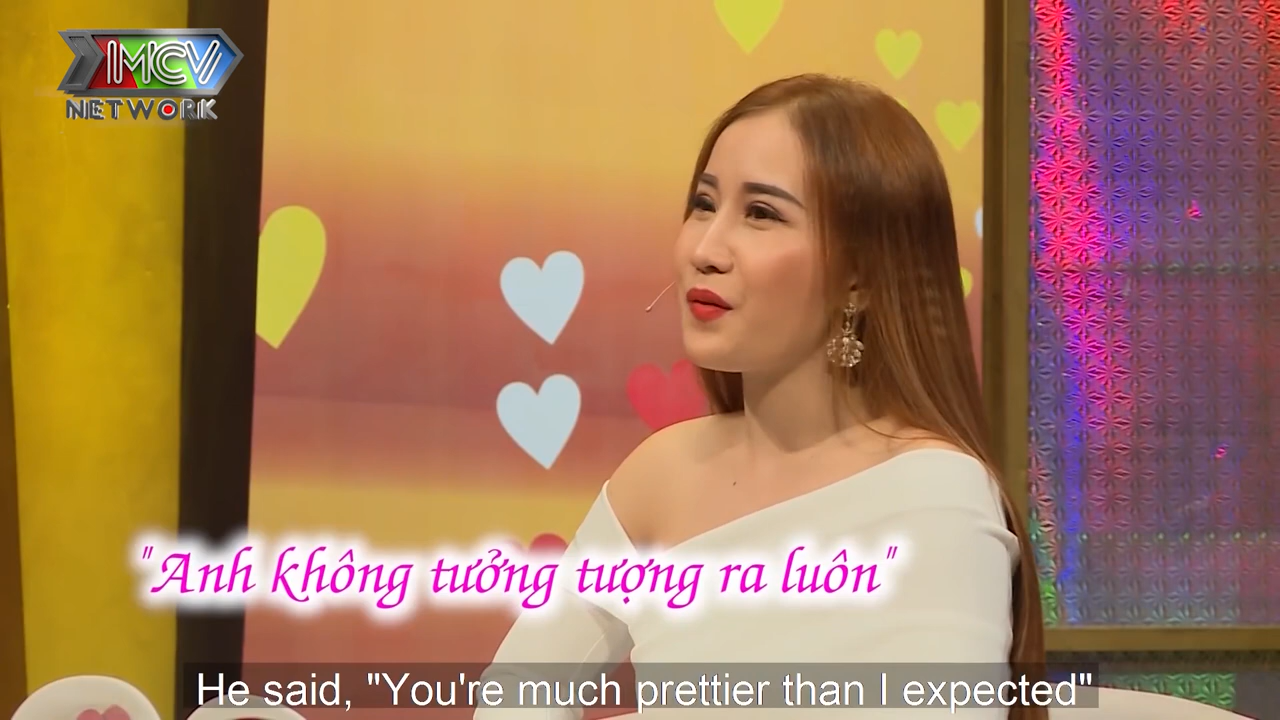 MCV
NETWORK
"Anh không tưởng tượng ra luôn"
He said, "You're much prettier than I expected"